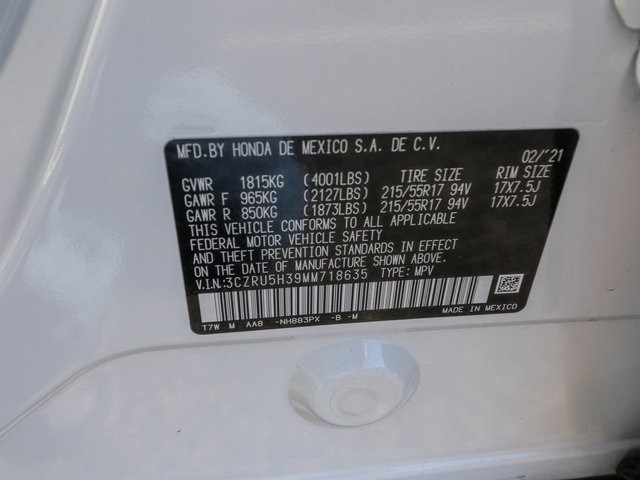 MFD.BY HONDA DE MEXICO S.A. DE C.V. 02/'21
GVWR 1815KG (4001LBS) TIRE SIZE RIM SIZE
GAWR F 965KG (2127LBS) 215/55R17 94V 17X7.5J
GAWR R 850KG (1873LBS) 215/55R17 94V 17X7.5J
THIS VEHICLE CONFORMS TO ALL APPLICABLE
FEDERAL MOTOR VEHICLE SAFETY
AND THEFT PREVENTION STANDARDS IN EFFECT
ON THE DATE OF MANUFACTURE SHOWN ABOVE.
V.I.N:3CZRU5H39MM718635 TYPE: MPV
T7W M AA8 -NH883PX -B -M MADE IN MEXICO